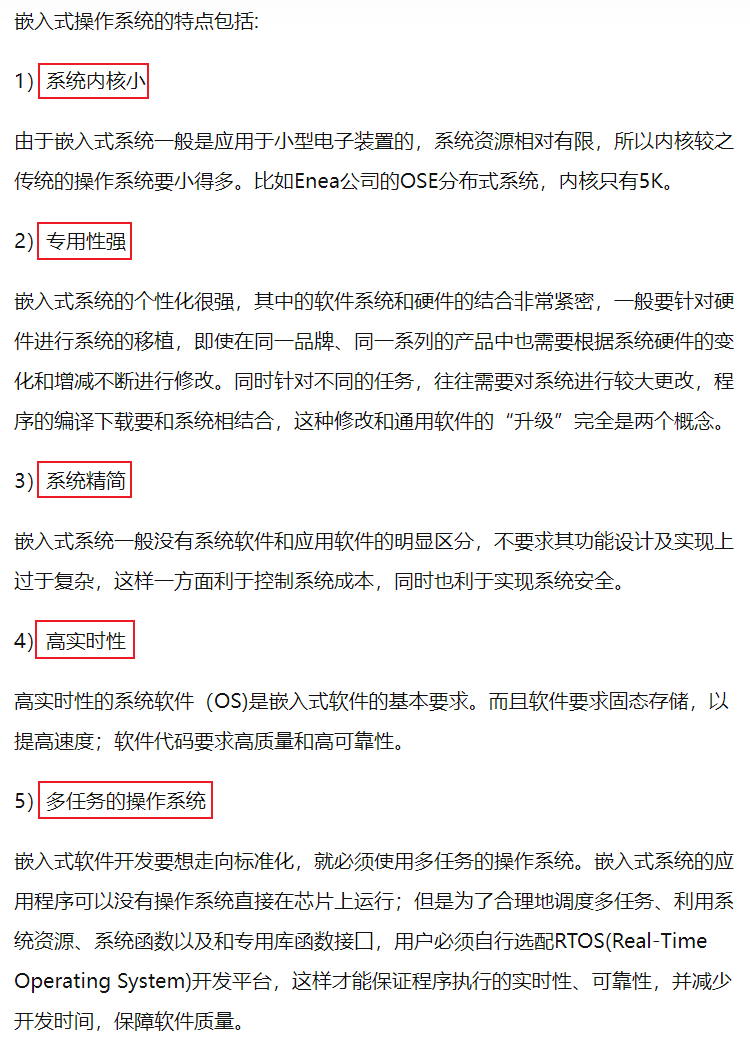 嵌入式操作系统的特点包括:
1) 系统内核小
由于嵌入式系统一般是应用于小型电子装置的，系统资源相对有限，所以内核较之
传统的操作系统要小得多。比如Enea公司的OSE分布式系统，内核只有5K。
2) 专用性强
嵌入式系统的个性化很强，其中的软件系统和硬件的结合非常紧密，一般要针对硬
件进行系统的移植，即使在同一品牌、同一系列的产品中也需要根据系统硬件的变
化和增减不断进行修改。同时针对不同的任务，往往需要对系统进行较大更改，程
序的编译下载要和系统相结合，这种修改和通用软件的“升级”完全是两个概念。
3) 系统精简
嵌入式系统一般没有系统软件和应用软件的明显区分，不要求其功能设计及实现上
过于复杂，这样一方面利于控制系统成本，同时也利于实现系统安全。
4) 高实时性
高实时性的系统软件（OS)是嵌入式软件的基本要求。而且软件要求固态存储，以
提高速度；软件代码要求高质量和高可靠性。
5) 多任务的操作系统
嵌入式软件开发要想走向标准化，就必须使用多任务的操作系统。嵌入式系统的应
用程序可以没有操作系统直接在芯片上运行；但是为了合理地调度多任务、利用系
统资源、系统函数以及和专用库函数接囗，用户必须自行选配RTOS(Real-Time
Operating System)开发平台，这样才能保证程序执行的实时性、可靠性，并减少
开发时间，保障软件质量。